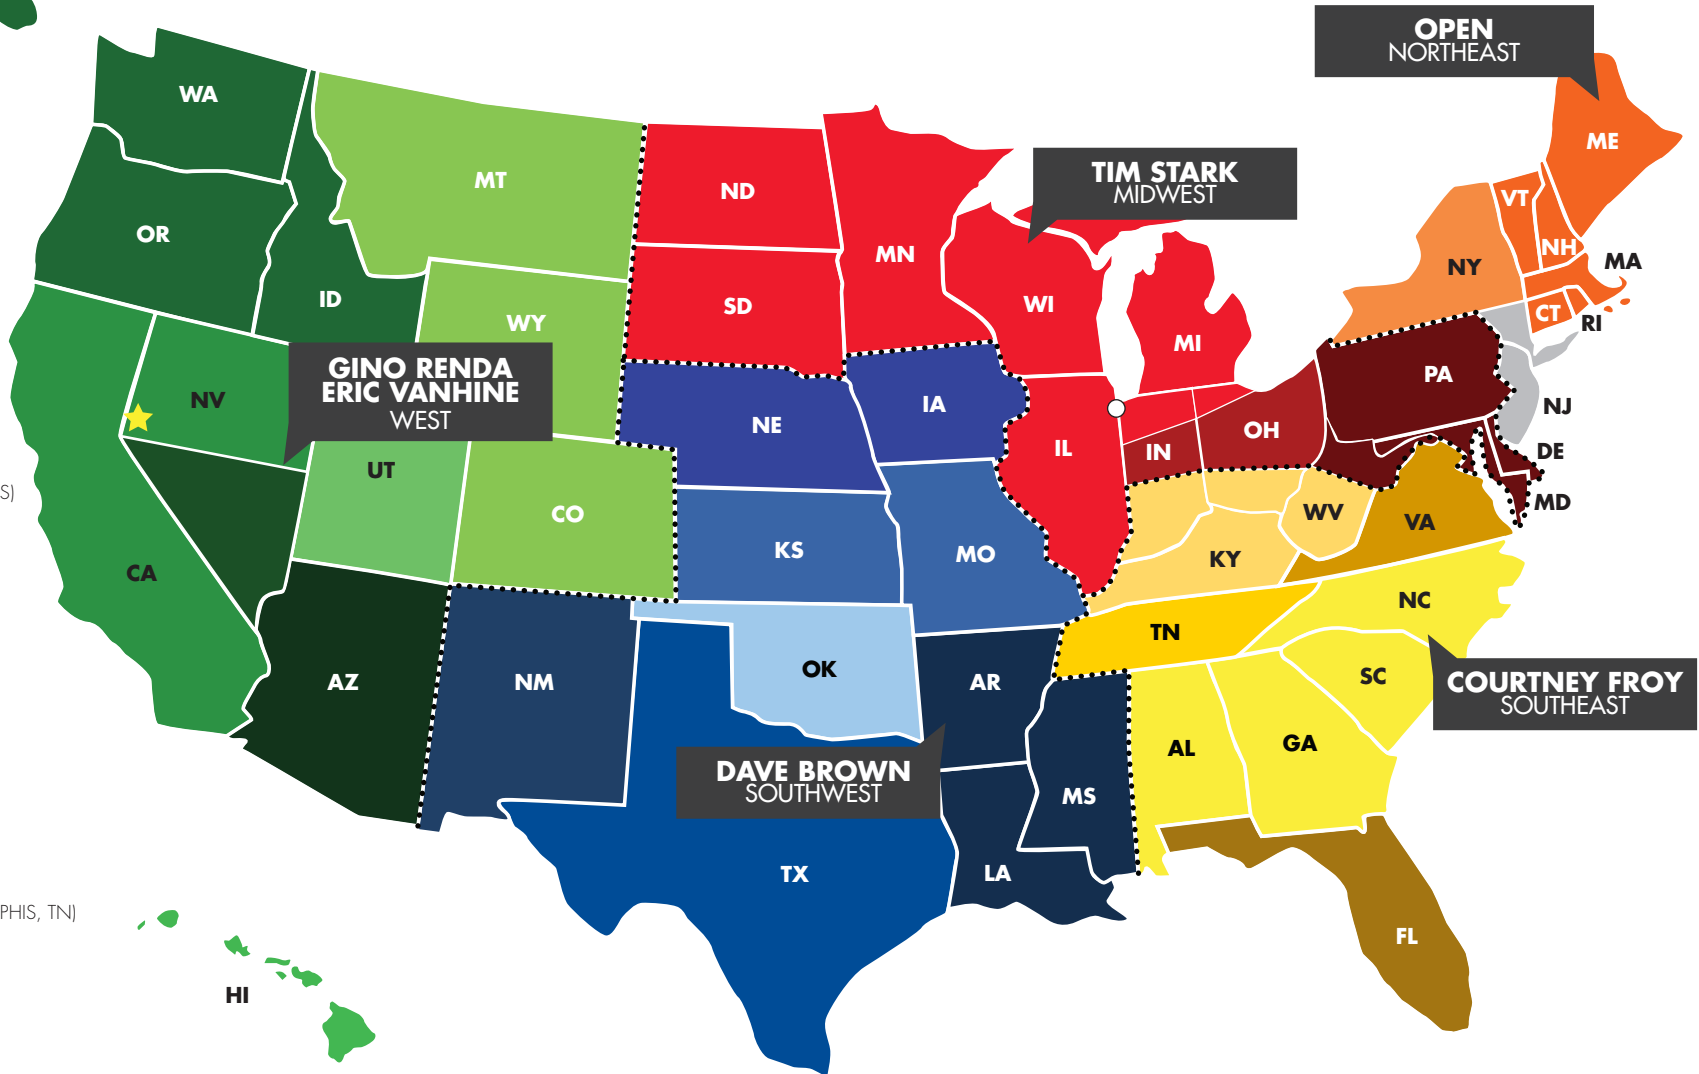 OPEN
NORTHEAST
WA
ME
TIM STARK
MIDWEST
MT
ND
VT
OR
MN
NH
MA
NY
ID
SD
WI
CT
RI
WY
MI
GINO RENDA
ERIC VANHINE
WEST
NV
PA
IA
NJ
NE
OH
IL
IN
DE
UT
S)
MD
CO
WV
VA
KS
MO
KY
CA
NC
TN
OK
SC
AZ
NM
AR
COURTNEY FROY
SOUTHEAST
GA
AL
DAVE BROWN
SOUTHWEST
MS
TX
LA
PHIS, TN)
FL
HI